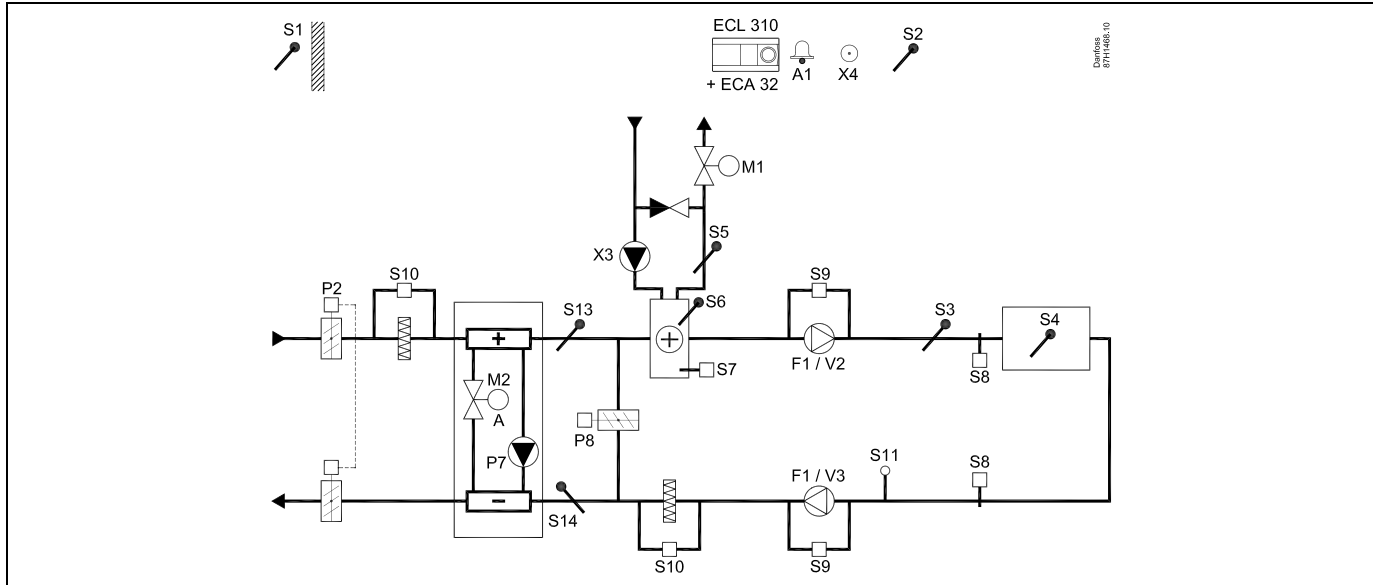 S1
ECL 310
+ ECA 32
A1
X4
S2
Danfoss
87H1468.10
M1
S5
X3
S6
S7
P2
S10
S13
M2
A
P7
S14
P8
S9
F1 / V2
S3
S8
S4
S10
F1 / V3
S9
S11
S8